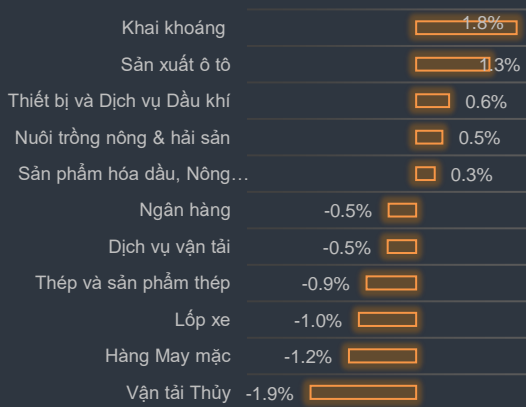 Khai khoáng 1.8%
Sản xuất ô tô 1.3%
Thiết bị và Dịch vụ Dầu khí 0.6%
Nuôi trồng nông & hải sản 0.5%
Sản phẩm hóa dầu, Nông… 0.3%
Ngân hàng -0.5%
Dịch vụ vận tải -0.5%
Thép và sản phẩm thép -0.9%
Lốp xe -1.0%
Hàng May mặc -1.2%
Vận tải Thủy -1.9%